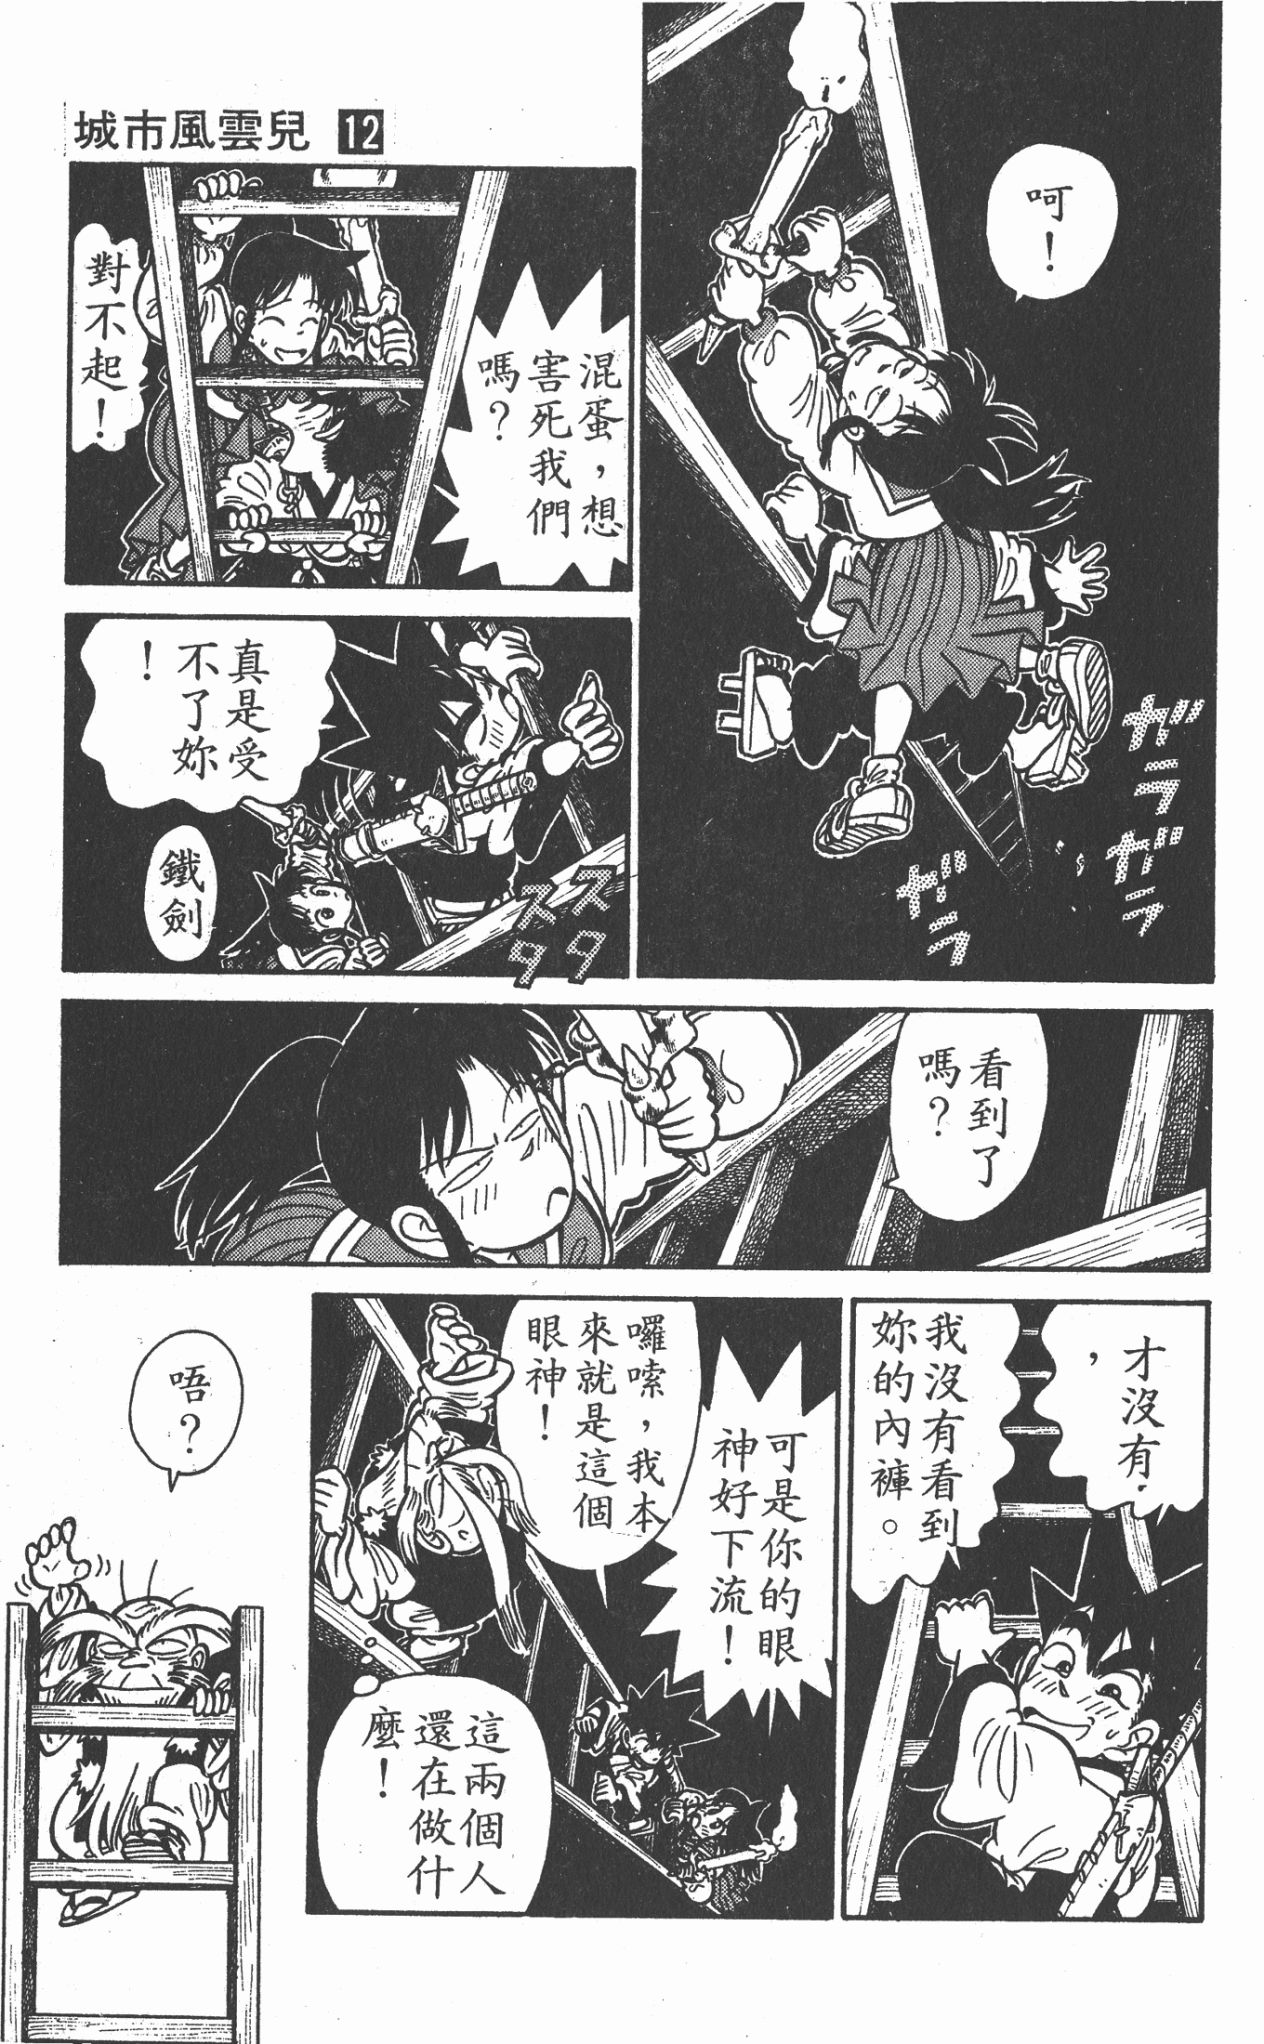 城市風雲兒 12
呵！
ガラガラ
ガラ
混蛋，想
害死我們
嗎？
對不起！
真是受
不了妳
！
鐵劍
スタ
スタ
看到了
嗎？
才沒有．
，
我沒有看到
妳的內褲。
可是你的眼
神好下流！
囉嗦，我本
來就是這個
眼神！
這兩個人
還在做什
麼！
唔？